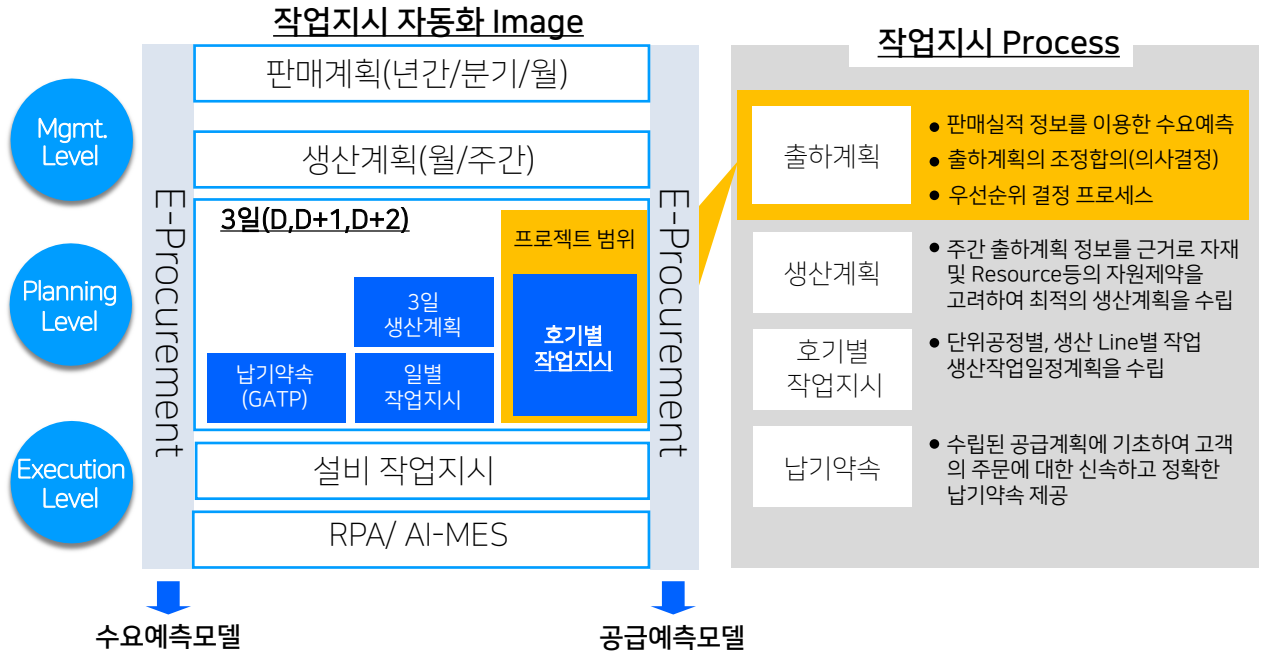 작업지시 자동화 Image
Mgmt.
Level
Planning
Level
Execution
Level
E-Procurement
판매계획(년간/분기/월)
생산계획(월/주간)
3일(D,D+1,D+2)
프로젝트 범위
3일
생산계획
호기별
작업지시
납기약속
(GATP)
일별
작업지시
설비 작업지시
RPA/ AI-MES
E-Procurement
수요예측모델
공급예측모델
작업지시 Process
출하계획
● 판매실적 정보를 이용한 수요예측
● 출하계획의 조정합의(의사결정)
● 우선순위 결정 프로세스
생산계획
● 주간 출하계획 정보를 근거로 자재
및 Resource등의 자원제약을
고려하여 최적의 생산계획을 수립
호기별
작업지시
● 단위공정별, 생산 Line별 작업
생산작업일정계획을 수립
납기약속
● 수립된 공급계획에 기초하여 고객
의 주문에 대한 신속하고 정확한
납기약속 제공